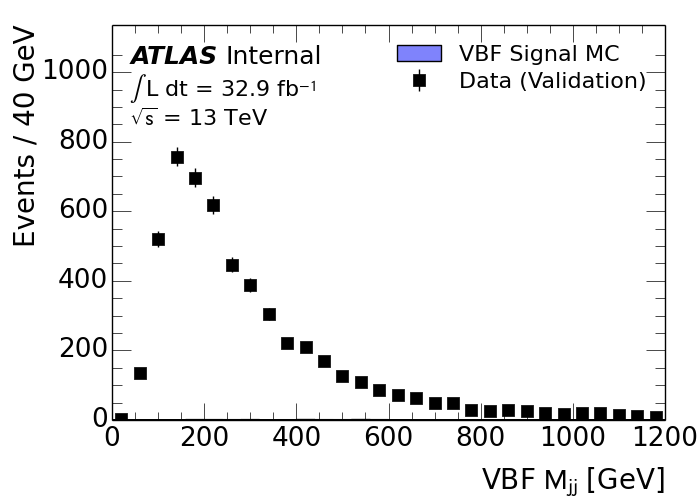 ATLAS Internal
∫L dt = 32.9 fb⁻¹
√s = 13 TeV
VBF Signal MC
Data (Validation)
Events / 40 GeV
1000
800
600
400
200
0
0 200 400 600 800 1000 1200
VBF Mjj [GeV]